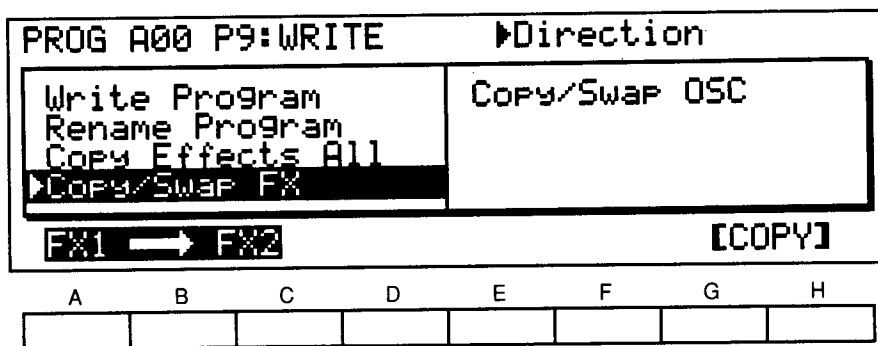 PROG A00 P9:WRITE ▶Direction
Write Program
Rename Program
Copy Effects All
▶Copy/Swap FX
Copy/Swap OSC
FX1 ➞ FX2 [COPY]
A B C D E F G H